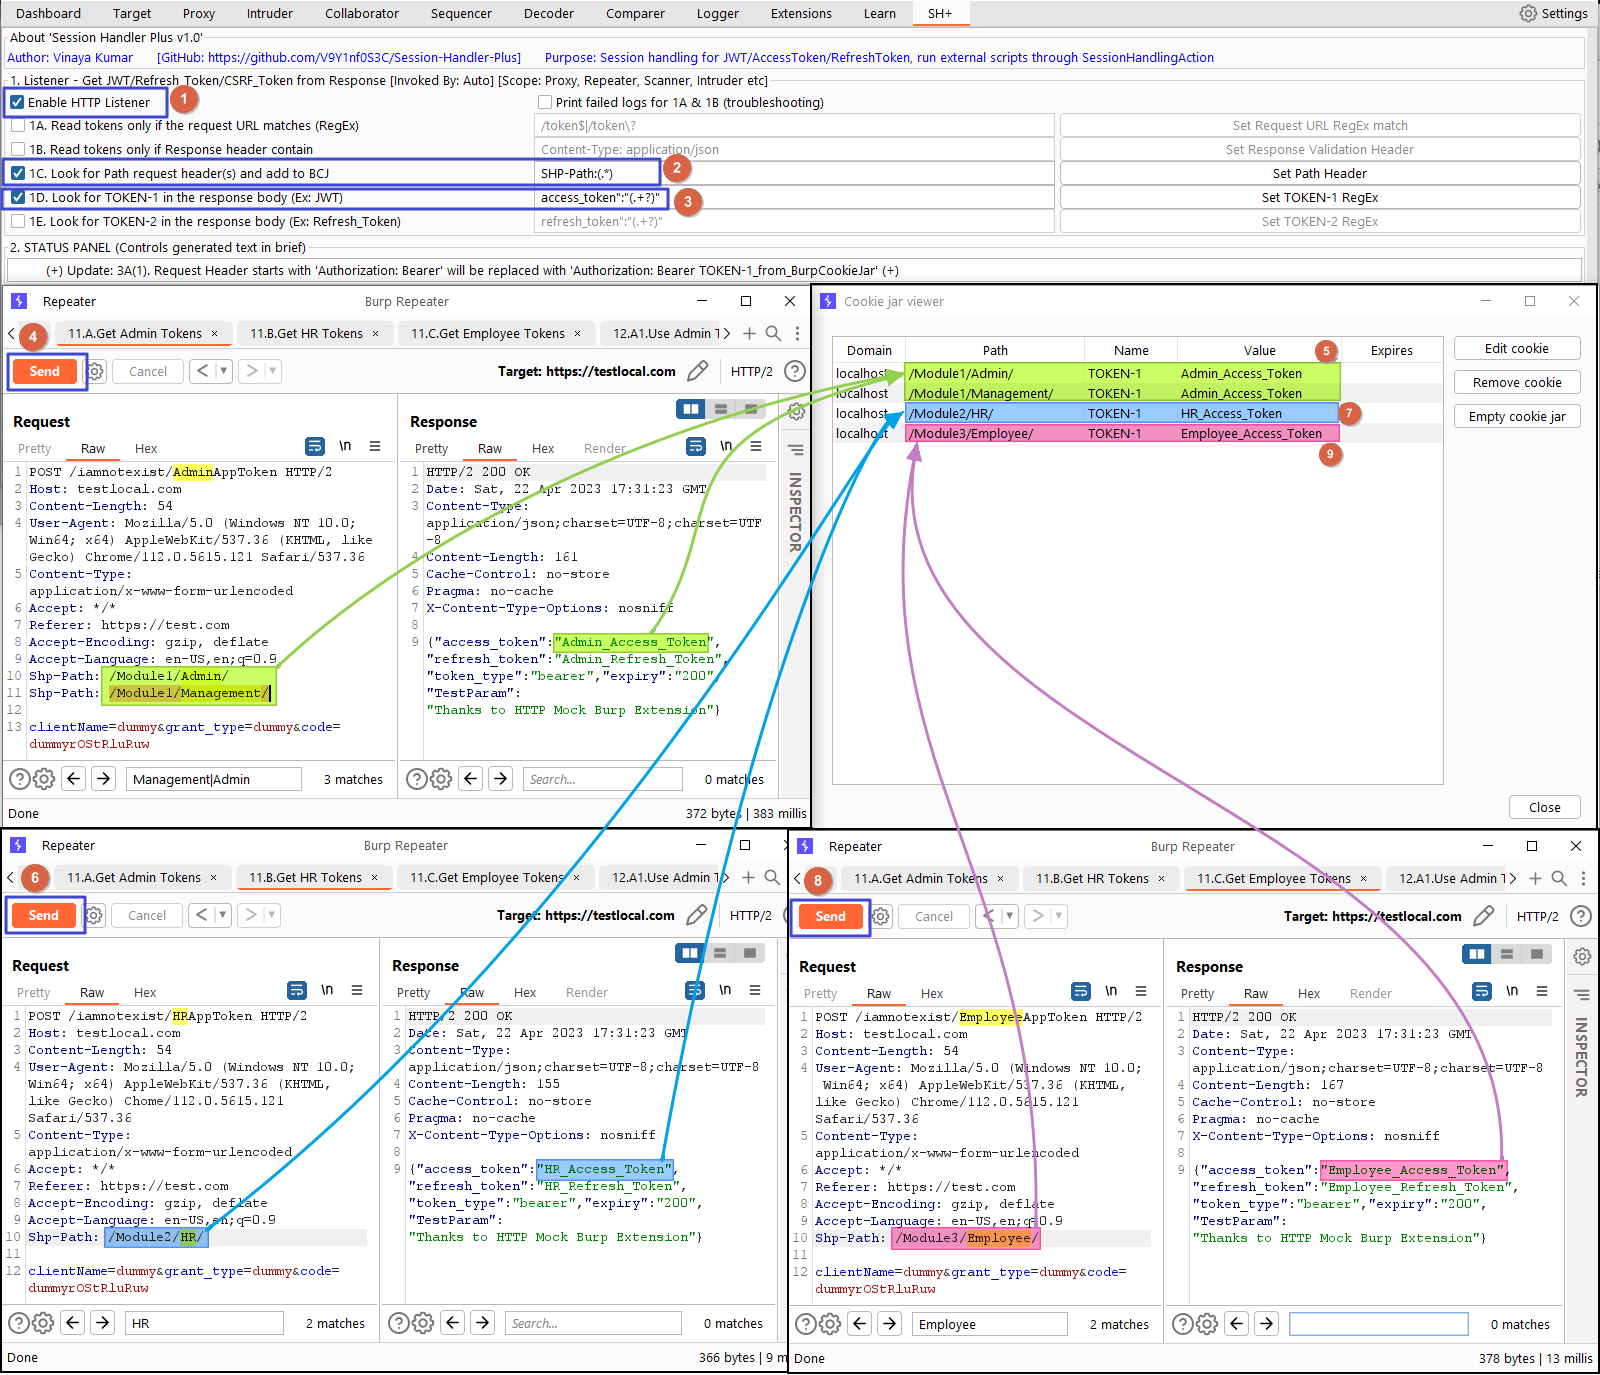 Dashboard Target Proxy Intruder Collaborator Sequencer Decoder Comparer Logger Extensions Learn SH+ Settings
About 'Session Handler Plus v1.0'
Author: Vinaya Kumar [GitHub: https://github.com/V9Y1nf0S3C/Session-Handler-Plus] Purpose: Session handling for JWT/AccessToken/RefreshToken, run external scripts through SessionHandlingAction
1. Listener - Get JWT/Refresh_Token/CSRF_Token from Response [Invoked By: Auto] [Scope: Proxy, Repeater, Scanner, Intruder etc]
Enable HTTP Listener 1 Print failed logs for 1A & 1B (troubleshooting)
1A. Read tokens only if the request URL matches (RegEx) /token$|/token\? Set Request URL RegEx match
1B. Read tokens only if Response header contain Content-Type: application/json Set Response Validation Header
1C. Look for Path request header(s) and add to BCJ SHP-Path:(.*) 2 Set Path Header
1D. Look for TOKEN-1 in the response body (Ex: JWT) access_token":"(.+?)" 3 Set TOKEN-1 RegEx
1E. Look for TOKEN-2 in the response body (Ex: Refresh_Token) refresh_token":"(.+?)" Set TOKEN-2 RegEx
2. STATUS PANEL (Controls generated text in brief)
(+) Update: 3A(1). Request Header starts with 'Authorization: Bearer' will be replaced with 'Authorization: Bearer TOKEN-1_from_BurpCookieJar' (+)
Repeater Burp Repeater
4 11.A.Get Admin Tokens × 11.B.Get HR Tokens × 11.C.Get Employee Tokens × 12.A1.Use Admin T
Send Cancel < > Target: https://testlocal.com HTTP/2
Request
Pretty Raw Hex \n
1 POST /iamnotexist/AdminAppToken HTTP/2
2 Host: testlocal.com
3 Content-Length: 54
4 User-Agent: Mozilla/5.0 (Windows NT 10.0;
Win64; x64) AppleWebKit/537.36 (KHTML, like
Gecko) Chrome/112.0.5615.121 Safari/537.36
5 Content-Type:
application/x-www-form-urlencoded
6 Accept: */*
7 Referer: https://test.com
8 Accept-Encoding: gzip, deflate
9 Accept-Language: en-US,en;q=0.9
10 Shp-Path: /Module1/Admin/
11 Shp-Path: /Module1/Management/
12
13 clientName=dummy&grant_type=dummy&code=
dummyrOStRluRuw
Management|Admin 3 matches
Response
Pretty Raw Hex Render \n
1 HTTP/2 200 OK
2 Date: Sat, 22 Apr 2023 17:31:23 GMT
3 Content-Type:
application/json;charset=UTF-8;charset=UTF
-8
4 Content-Length: 161
5 Cache-Control: no-store
6 Pragma: no-cache
7 X-Content-Type-Options: nosniff
8
9 {"access_token":"Admin_Access_Token",
"refresh_token":"Admin_Refresh_Token",
"token_type":"bearer","expiry":"200",
"TestParam":
"Thanks to HTTP Mock Burp Extension"}
Search... 0 matches
INSPECTOR
Done 372 bytes | 383 millis
Cookie jar viewer
Domain Path Name Value 5 Expires
localhost /Module1/Admin/ TOKEN-1 Admin_Access_Token
localhost /Module1/Management/ TOKEN-1 Admin_Access_Token
localhost /Module2/HR/ TOKEN-1 HR_Access_Token 7
localhost /Module3/Employee/ TOKEN-1 Employee_Access_Token
9
Edit cookie
Remove cookie
Empty cookie jar
Close
Repeater Burp Repeater
6 11.A.Get Admin Tokens × 11.B.Get HR Tokens × 11.C.Get Employee Tokens × 12.A1.Use Admin T
Send Cancel < > Target: https://testlocal.com HTTP/2
Request
Pretty Raw Hex \n
1 POST /iamnotexist/HRAppToken HTTP/2
2 Host: testlocal.com
3 Content-Length: 54
4 User-Agent: Mozilla/5.0 (Windows NT 10.0;
Win64; x64) AppleWebKit/537.36 (KHTML,
like Gecko) Chome/112.0.5615.121
Safari/537.36
5 Content-Type:
application/x-www-form-urlencoded
6 Accept: */*
7 Referer: https://test.com
8 Accept-Encoding: gzip, deflate
9 Accept-Language: en-US,en;q=0.9
10 Shp-Path: /Module2/HR/
11
12 clientName=dummy&grant_type=dummy&code=
dummyrOStRluRuw
HR 2 matches
Response
Pretty Raw Hex Render \n
1 HTTP/2 200 OK
2 Date: Sat, 22 Apr 2023 17:31:23 GMT
3 Content-Type:
application/json;charset=UTF-8;charset=UTF-8
4 Content-Length: 155
5 Cache-Control: no-store
6 Pragma: no-cache
7 X-Content-Type-Options: nosniff
8
9 {"access_token":"HR_Access_Token",
"refresh_token":"HR_Refresh_Token",
"token_type":"bearer","expiry":"200",
"TestParam":
"Thanks to HTTP Mock Burp Extension"}
Search... 0 matches
Done 366 bytes | 9 m
Repeater Burp Repeater
8 11.A.Get Admin Tokens × 11.B.Get HR Tokens × 11.C.Get Employee Tokens × 12.A1.Use Admin T
Send Cancel < > Target: https://testlocal.com HTTP/2
Request
Pretty Raw Hex \n
1 POST /iamnotexist/EmployeeAppToken HTTP/2
2 Host: testlocal.com
3 Content-Length: 54
4 User-Agent: Mozilla/5.0 (Windows NT 10.0;
Win64; x64) AppleWebKit/537.36 (KHTML,
like Gecko) Chrome/112.0.5615.121
Safari/537.36
5 Content-Type:
application/x-www-form-urlencoded
6 Accept: */*
7 Referer: https://test.com
8 Accept-Encoding: gzip, deflate
9 Accept-Language: en-US,en;q=0.9
10 Shp-Path: /Module3/Employee/
11
12 clientName=dummy&grant_type=dummy&code=
dummyrOStRluRuw
Employee 2 matches
Response
Pretty Raw Hex Render \n
1 HTTP/2 200 OK
2 Date: Sat, 22 Apr 2023 17:31:23 GMT
3 Content-Type:
application/json;charset=UTF-8;charset=UTF-8
4 Content-Length: 167
5 Cache-Control: no-store
6 Pragma: no-cache
7 X-Content-Type-Options: nosniff
8
9 {"access_token":"Employee_Access_Token",
"refresh_token":"Employee_Refresh_Token",
"token_type":"bearer","expiry":"200",
"TestParam":
"Thanks to HTTP Mock Burp Extension"}
0 matches
INSPECTOR
Done 378 bytes | 13 millis